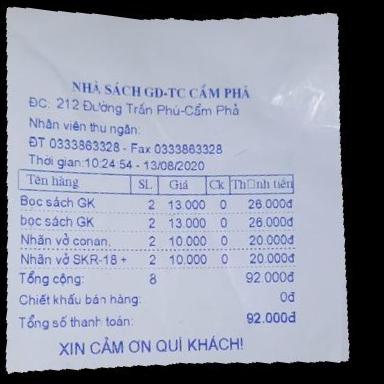 NHÀ SÁCH GD-TC CẨM PHẢ
ĐC: 212 Đường Trần Phú-Cẩm Phả
Nhân viên thu ngân:
ĐT 0333863328 - Fax 0333863328
Thời gian:10:24:54 - 13/08/2020
Tên hàng SL Giá Ck Th□nh tiền
Bọc sách GK 2 13.000 0 26.000đ
bọc sách GK 2 13.000 0 26.000đ
Nhãn vở conan. 2 10.000 0 20.000đ
Nhãn vở SKR-18 + 2 10.000 0 20.000đ
Tổng cộng: 8 92.000đ
Chiết khấu bán hàng: 0đ
Tổng số thanh toán: 92.000đ
XIN CẢM ƠN QUÍ KHÁCH!